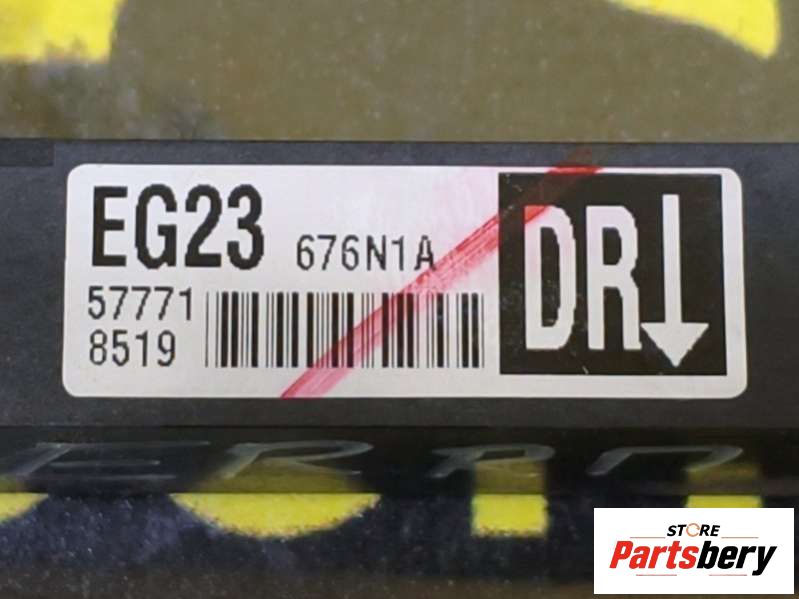 EG23 676N1A
57771
8519
DR↓
STORE
Partsbery